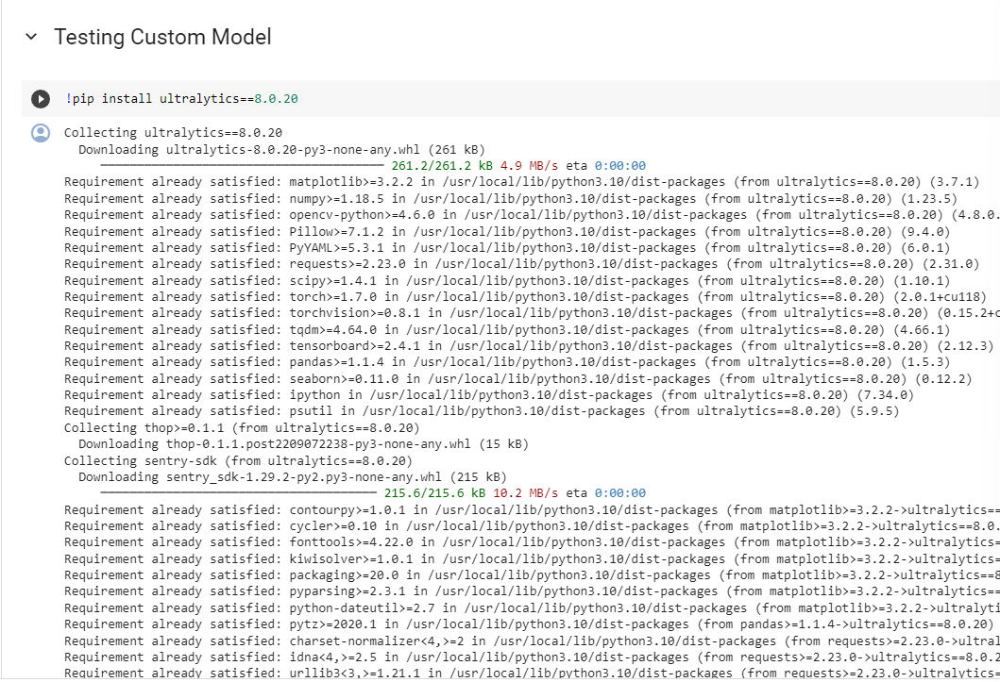 Testing Custom Model
!pip install ultralytics==8.0.20
Collecting ultralytics==8.0.20
Downloading ultralytics-8.0.20-py3-none-any.whl (261 kB)
261.2/261.2 kB 4.9 MB/s eta 0:00:00
Requirement already satisfied: matplotlib>=3.2.2 in /usr/local/lib/python3.10/dist-packages (from ultralytics==8.0.20) (3.7.1)
Requirement already satisfied: numpy>=1.18.5 in /usr/local/lib/python3.10/dist-packages (from ultralytics==8.0.20) (1.23.5)
Requirement already satisfied: opencv-python>=4.6.0 in /usr/local/lib/python3.10/dist-packages (from ultralytics==8.0.20) (4.8.0.
Requirement already satisfied: Pillow>=7.1.2 in /usr/local/lib/python3.10/dist-packages (from ultralytics==8.0.20) (9.4.0)
Requirement already satisfied: PyYAML>=5.3.1 in /usr/local/lib/python3.10/dist-packages (from ultralytics==8.0.20) (6.0.1)
Requirement already satisfied: requests>=2.23.0 in /usr/local/lib/python3.10/dist-packages (from ultralytics==8.0.20) (2.31.0)
Requirement already satisfied: scipy>=1.4.1 in /usr/local/lib/python3.10/dist-packages (from ultralytics==8.0.20) (1.10.1)
Requirement already satisfied: torch>=1.7.0 in /usr/local/lib/python3.10/dist-packages (from ultralytics==8.0.20) (2.0.1+cu118)
Requirement already satisfied: torchvision>=0.8.1 in /usr/local/lib/python3.10/dist-packages (from ultralytics==8.0.20) (0.15.2+c
Requirement already satisfied: tqdm>=4.64.0 in /usr/local/lib/python3.10/dist-packages (from ultralytics==8.0.20) (4.66.1)
Requirement already satisfied: tensorboard>=2.4.1 in /usr/local/lib/python3.10/dist-packages (from ultralytics==8.0.20) (2.12.3)
Requirement already satisfied: pandas>=1.1.4 in /usr/local/lib/python3.10/dist-packages (from ultralytics==8.0.20) (1.5.3)
Requirement already satisfied: seaborn>=0.11.0 in /usr/local/lib/python3.10/dist-packages (from ultralytics==8.0.20) (0.12.2)
Requirement already satisfied: ipython in /usr/local/lib/python3.10/dist-packages (from ultralytics==8.0.20) (7.34.0)
Requirement already satisfied: psutil in /usr/local/lib/python3.10/dist-packages (from ultralytics==8.0.20) (5.9.5)
Collecting thop>=0.1.1 (from ultralytics==8.0.20)
Downloading thop-0.1.1.post2209072238-py3-none-any.whl (15 kB)
Collecting sentry-sdk (from ultralytics==8.0.20)
Downloading sentry_sdk-1.29.2-py2.py3-none-any.whl (215 kB)
215.6/215.6 kB 10.2 MB/s eta 0:00:00
Requirement already satisfied: contourpy>=1.0.1 in /usr/local/lib/python3.10/dist-packages (from matplotlib>=3.2.2->ultralytics==
Requirement already satisfied: cycler>=0.10 in /usr/local/lib/python3.10/dist-packages (from matplotlib>=3.2.2->ultralytics==8.0.
Requirement already satisfied: fonttools>=4.22.0 in /usr/local/lib/python3.10/dist-packages (from matplotlib>=3.2.2->ultralytics=
Requirement already satisfied: kiwisolver>=1.0.1 in /usr/local/lib/python3.10/dist-packages (from matplotlib>=3.2.2->ultralytics=
Requirement already satisfied: packaging>=20.0 in /usr/local/lib/python3.10/dist-packages (from matplotlib>=3.2.2->ultralytics==8
Requirement already satisfied: pyparsing>=2.3.1 in /usr/local/lib/python3.10/dist-packages (from matplotlib>=3.2.2->ultralytics==
Requirement already satisfied: python-dateutil>=2.7 in /usr/local/lib/python3.10/dist-packages (from matplotlib>=3.2.2->ultralyti
Requirement already satisfied: pytz>=2020.1 in /usr/local/lib/python3.10/dist-packages (from pandas>=1.1.4->ultralytics==8.0.20)
Requirement already satisfied: charset-normalizer<4,>=2 in /usr/local/lib/python3.10/dist-packages (from requests>=2.23.0->ultral
Requirement already satisfied: idna<4,>=2.5 in /usr/local/lib/python3.10/dist-packages (from requests>=2.23.0->ultralytics==8.0.2
Requirement already satisfied: urllib3<3,>=1.21.1 in /usr/local/lib/python3.10/dist-packages (from requests>=2.23.0->ultralytics=